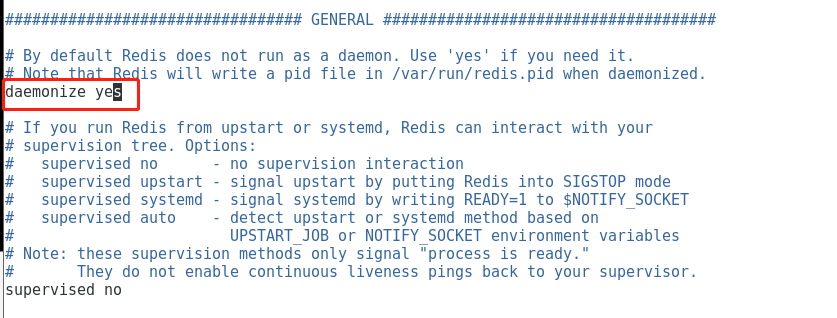 ################################# GENERAL #####################################
# By default Redis does not run as a daemon. Use 'yes' if you need it.
# Note that Redis will write a pid file in /var/run/redis.pid when daemonized.
daemonize yes
# If you run Redis from upstart or systemd, Redis can interact with your
# supervision tree. Options:
#   supervised no      - no supervision interaction
#   supervised upstart - signal upstart by putting Redis into SIGSTOP mode
#   supervised systemd - signal systemd by writing READY=1 to $NOTIFY_SOCKET
#   supervised auto    - detect upstart or systemd method based on
#                        UPSTART_JOB or NOTIFY_SOCKET environment variables
# Note: these supervision methods only signal "process is ready."
#       They do not enable continuous liveness pings back to your supervisor.
supervised no